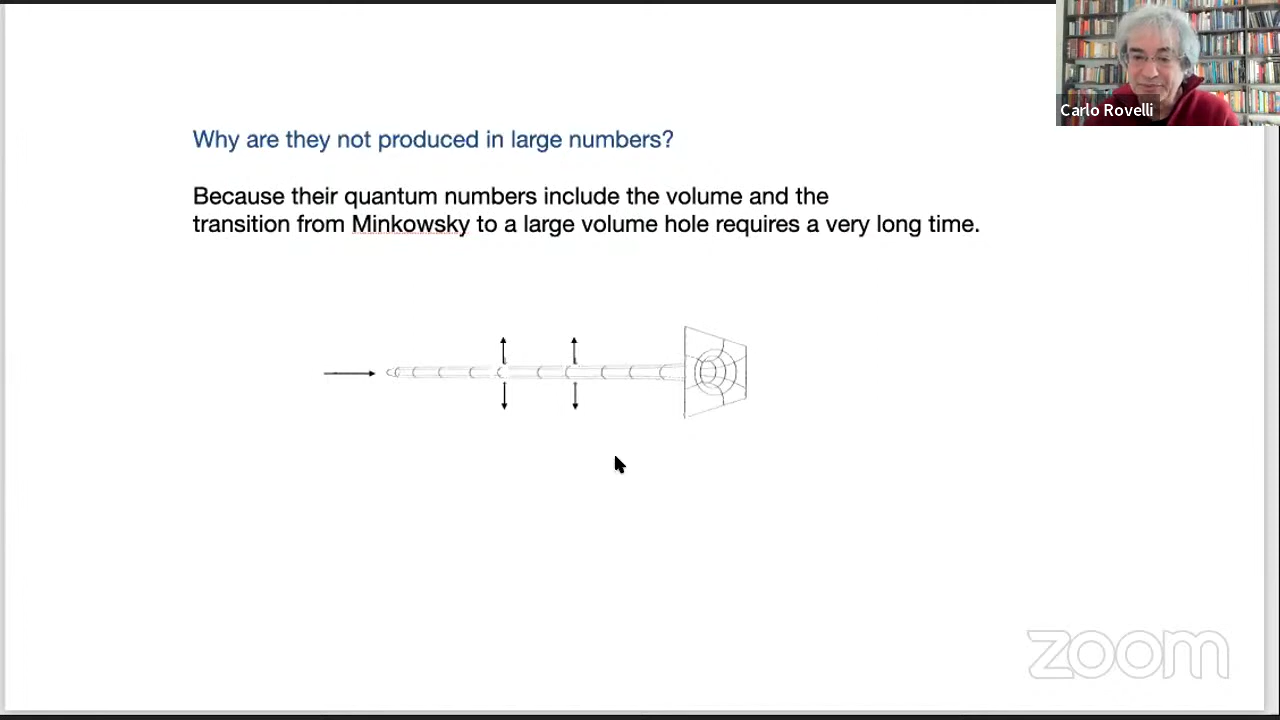 Carlo Rovelli
Why are they not produced in large numbers?
Because their quantum numbers include the volume and the
transition from Minkowsky to a large volume hole requires a very long time.
zoom